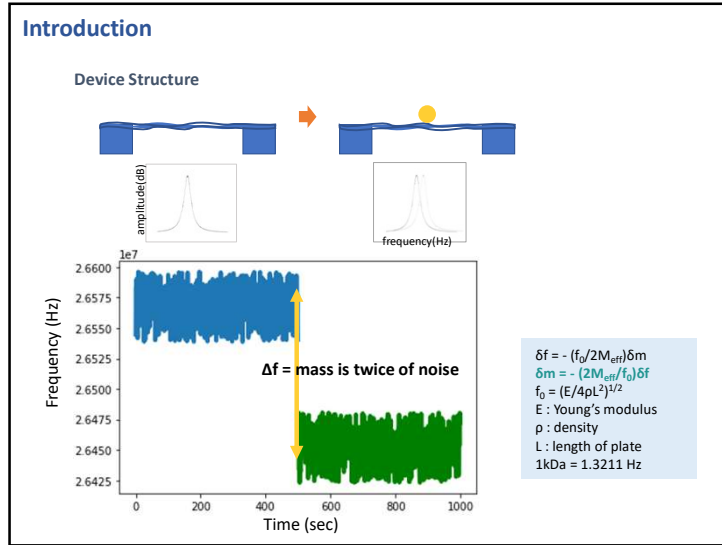 Introduction
Device Structure
amplitude(dB)
frequency(Hz)
1e7
2.6600
2.6575
2.6550
2.6525
2.6500
2.6475
2.6450
2.6425
Frequency (Hz)
Δf = mass is twice of noise
0
200
400
600
800
1000
Time (sec)
δf = - (f₀/2M_eff)δm
δm = - (2M_eff/f₀)δf
f₀ = (E/4ρL²)^1/2
E : Young's modulus
ρ : density
L : length of plate
1kDa = 1.3211 Hz